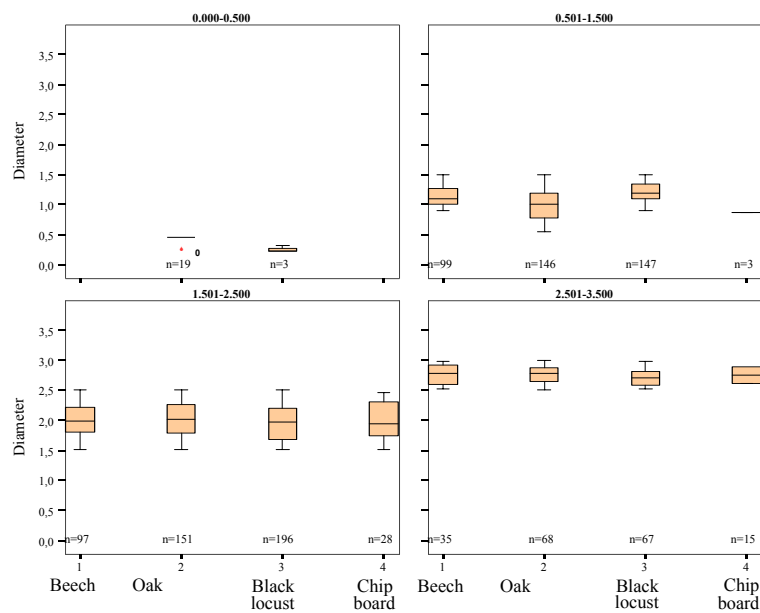 0.000-0.500 0.501-1.500
3,5
3,0
2,5
2,0
1,5
1,0
0,5
0,0
Diameter
* 0
n=19 n=3
n=99 n=146 n=147 n=3
1.501-2.500 2.501-3.500
3,5
3,0
2,5
2,0
1,5
1,0
0,5
0,0
Diameter
n=97 n=151 n=196 n=28
n=35 n=68 n=67 n=15
1 2 3 4 1 2 3 4
Beech Oak Black Chip Beech Oak Black Chip
locust board locust board